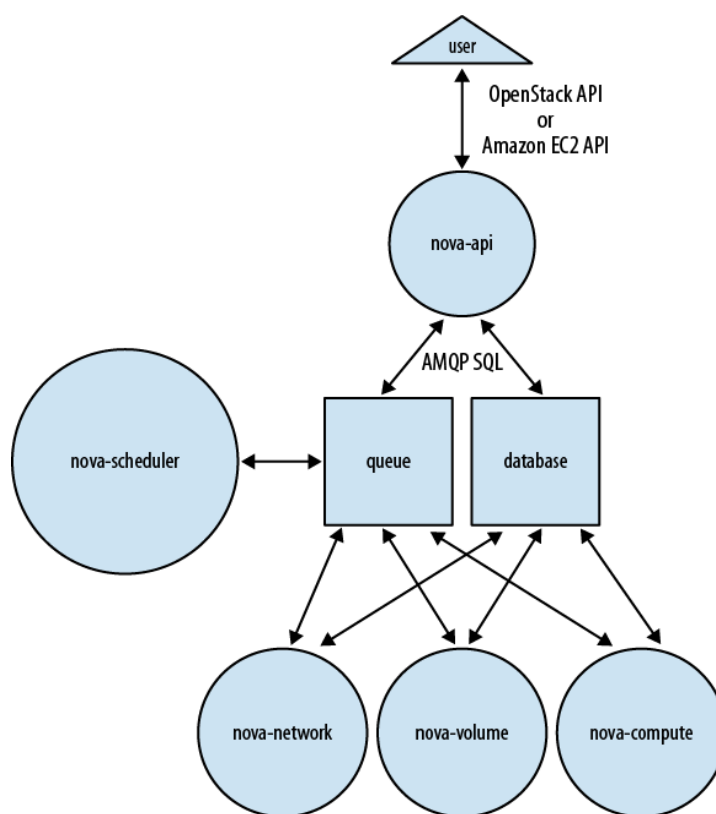 user
OpenStack API
or
Amazon EC2 API
nova-api
AMQP SQL
nova-scheduler
queue
database
nova-network
nova-volume
nova-compute